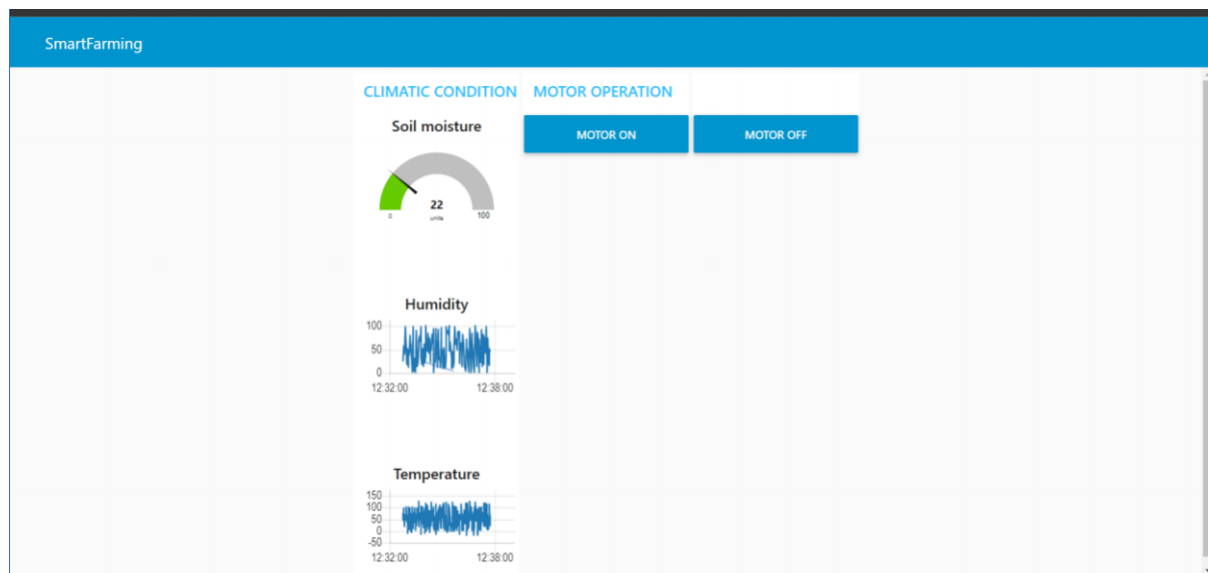 SmartFarming
CLIMATIC CONDITION
MOTOR OPERATION
Soil moisture
MOTOR ON
MOTOR OFF
22
0
units
100
Humidity
100
50
0
12:32:00
12:38:00
Temperature
150
100
50
0
-50
12:32:00
12:38:00